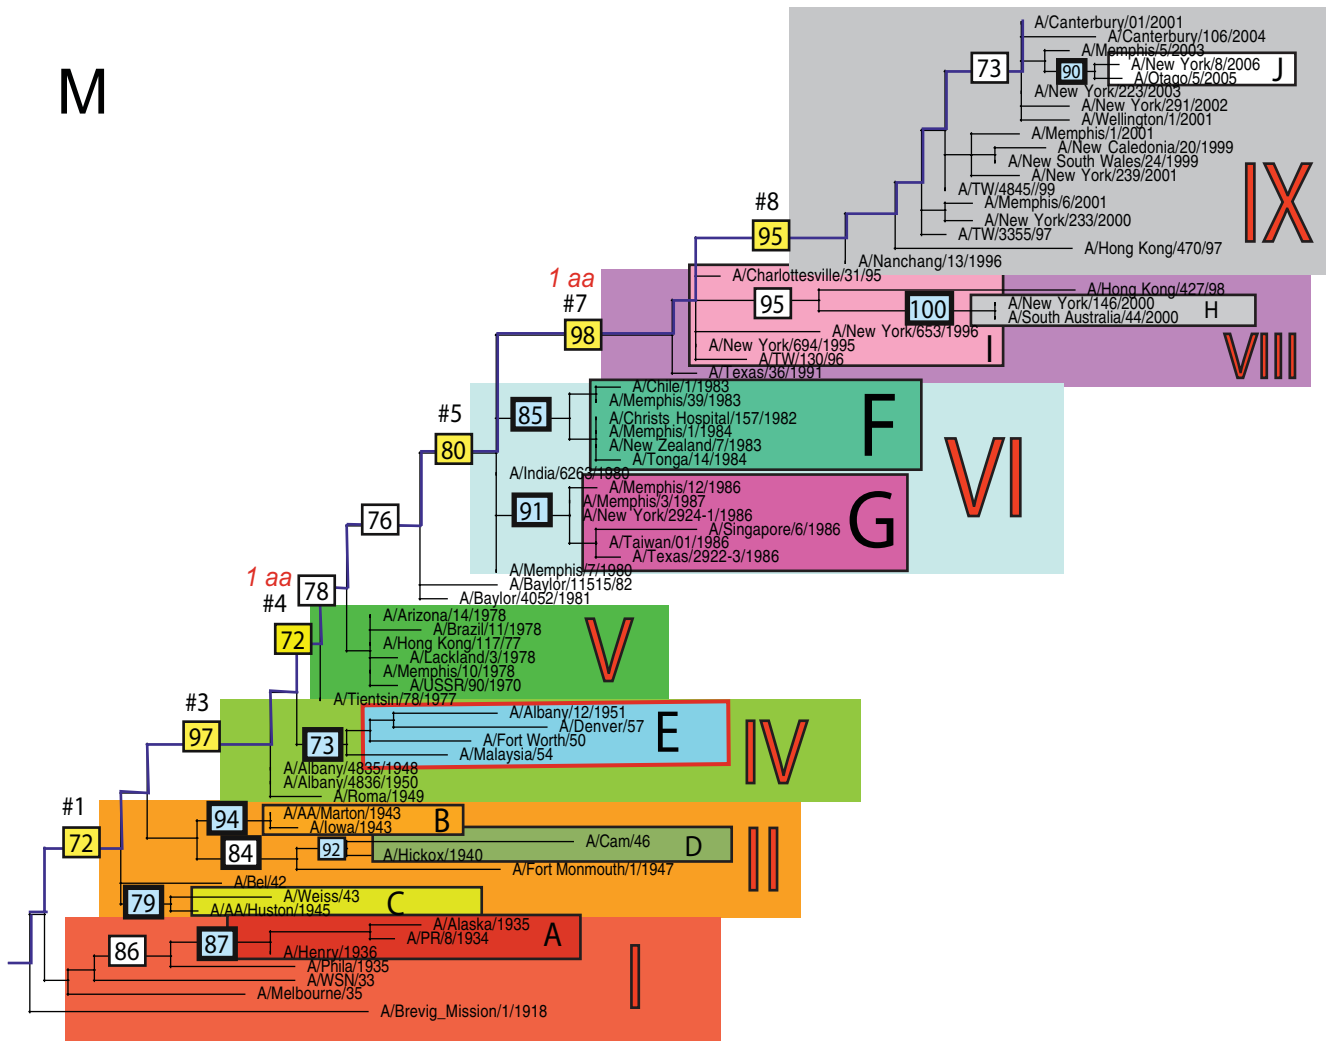 M
A/Canterbury/01/2001
A/Canterbury/106/2004
A/Memphis/5/2003
73
90
A/New York/8/2006
J
A/Otago/5/2005
A/New York/223/2003
A/New York/291/2002
A/Wellington/1/2001
A/Memphis/1/2001
A/New Caledonia/20/1999
A/New South Wales/24/1999
A/New York/239/2001
A/TW/4845//99
IX
A/Memphis/6/2001
#8
A/New York/233/2000
95
A/TW/3355/97
A/Hong Kong/470/97
A/Nanchang/13/1996
A/Charlottesville/31/95
1 aa
A/Hong Kong/427/98
#7
95
100
A/New York/146/2000
H
A/South Australia/44/2000
98
A/New York/653/1996
A/New York/694/1995
I
VIII
A/TW/130/96
A/Texas/36/1991
A/Chile/1/1983
A/Memphis/39/1983
#5
85
A/Christs Hospital/157/1982
F
A/Memphis/1/1984
80
A/New Zealand/7/1983
A/Tonga/14/1984
A/India/6263/1980
VI
A/Memphis/12/1986
A/Memphis/3/1987
91
A/New York/2924-1/1986
G
76
A/Singapore/6/1986
A/Taiwan/01/1986
A/Texas/2922-3/1986
A/Memphis/7/1980
1 aa
A/Baylor/11515/82
78
A/Baylor/4052/1981
#4
A/Arizona/14/1978
A/Brazil/11/1978
72
A/Hong Kong/117/77
V
A/Lackland/3/1978
A/Memphis/10/1978
A/USSR/90/1970
A/Tientsin/78/1977
#3
A/Albany/12/1951
A/Denver/57
E
97
73
A/Fort Worth/50
IV
A/Malaysia/54
A/Albany/4835/1948
A/Albany/4836/1950
A/Roma/1949
#1
94
A/AA/Marton/1943
B
A/Iowa/1943
72
84
92
A/Cam/46
D
A/Hickox/1940
II
A/Fort Monmouth/1/1947
A/Bel/42
79
A/Weiss/43
C
A/AA/Huston/1945
A/Alaska/1935
A
86
87
A/PR/8/1934
A/Henry/1936
A/Phila/1935
I
A/WSN/33
A/Melbourne/35
A/Brevig_Mission/1/1918